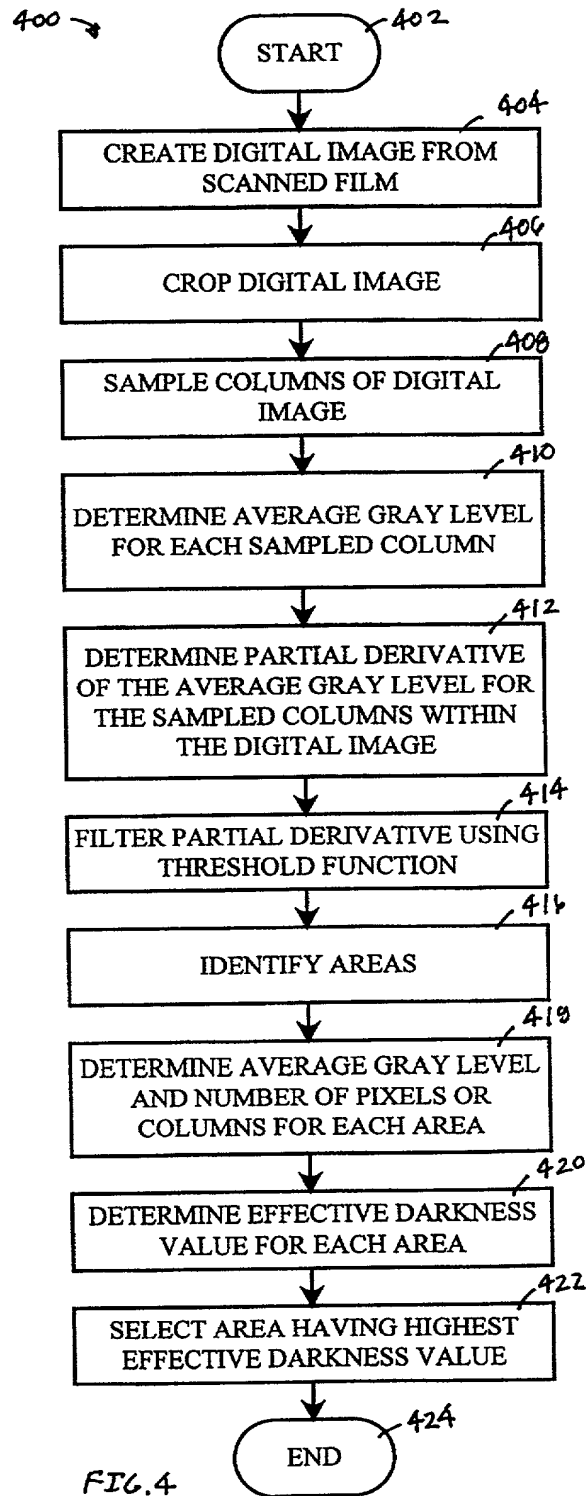 400
402
START
404
CREATE DIGITAL IMAGE FROM
SCANNED FILM
406
CROP DIGITAL IMAGE
408
SAMPLE COLUMNS OF DIGITAL
IMAGE
410
DETERMINE AVERAGE GRAY LEVEL
FOR EACH SAMPLED COLUMN
412
DETERMINE PARTIAL DERIVATIVE
OF THE AVERAGE GRAY LEVEL FOR
THE SAMPLED COLUMNS WITHIN
THE DIGITAL IMAGE
414
FILTER PARTIAL DERIVATIVE USING
THRESHOLD FUNCTION
416
IDENTIFY AREAS
418
DETERMINE AVERAGE GRAY LEVEL
AND NUMBER OF PIXELS OR
COLUMNS FOR EACH AREA
420
DETERMINE EFFECTIVE DARKNESS
VALUE FOR EACH AREA
422
SELECT AREA HAVING HIGHEST
EFFECTIVE DARKNESS VALUE
424
END
FIG. 4